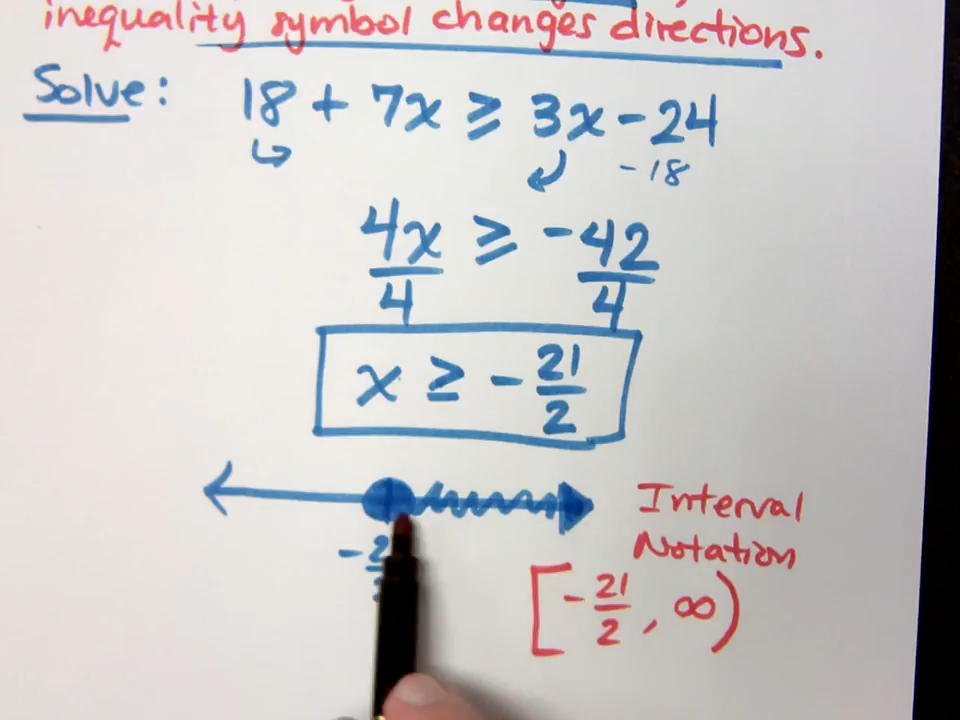 inequality symbol changes directions.
Solve: 18 + 7x ≥ 3x - 24
-18
4x ≥ -42
4 4
x ≥ - 21/2
Interval
Notation
[- 21/2, ∞)